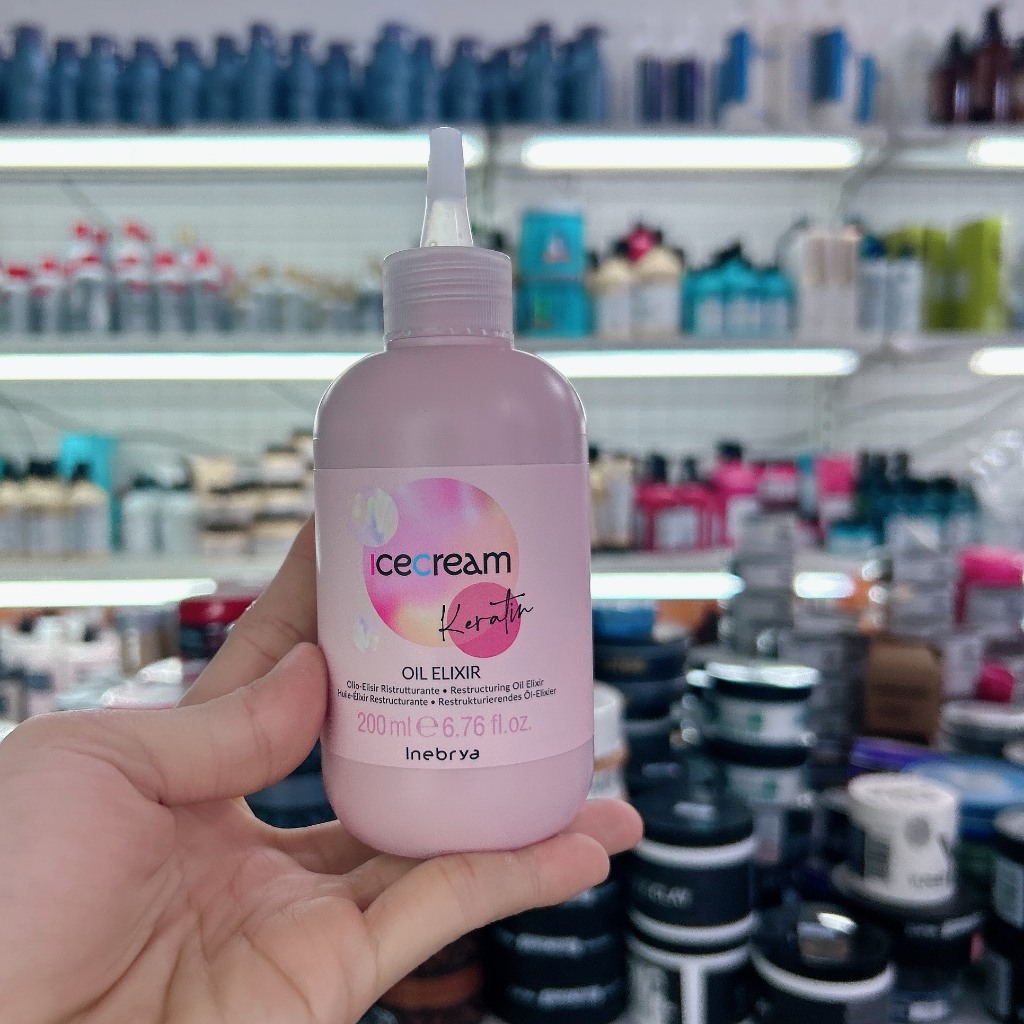 ıcecream
Keratin
OIL ELIXIR
Olio-Elisir Ristrutturante • Restructuring Oil Elixir
Huile-Élixir Restructurante • Restrukturierendes Öl-Elixier
200 ml ℮ 6.76 fl.oz.
Inebrya